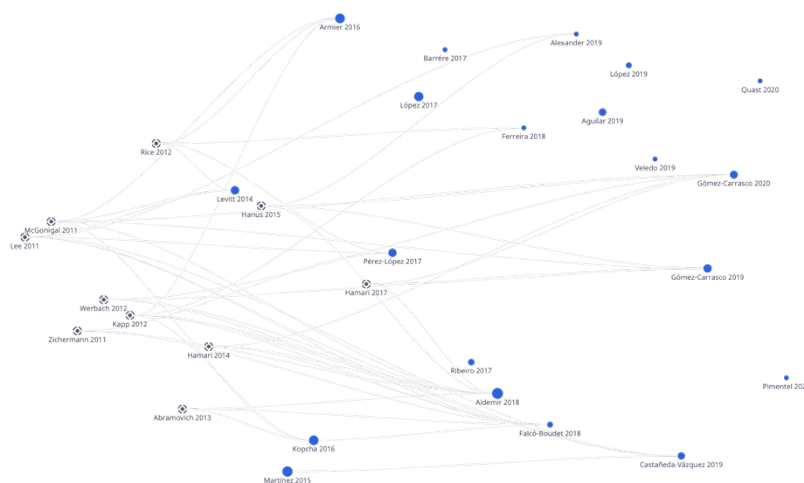 Armier 2016
Alexander 2019
Barrére 2017
López 2019
Quast 2020
López 2017
Aguilar 2019
Ferreira 2018
Rice 2012
Veledo 2019
Gómez-Carrasco 2020
Levitt 2014
Hanus 2015
McGonigal 2011
Lee 2011
Pérez-López 2017
Gómez-Carrasco 2019
Hamari 2017
Werbach 2012
Kapp 2012
Zichermann 2011
Hamari 2014
Ribeiro 2017
Pimentel 202
Aldemir 2018
Abramovich 2013
Falcó-Boudet 2018
Kopcha 2016
Castañeda-Vázquez 2019
Martínez 2015